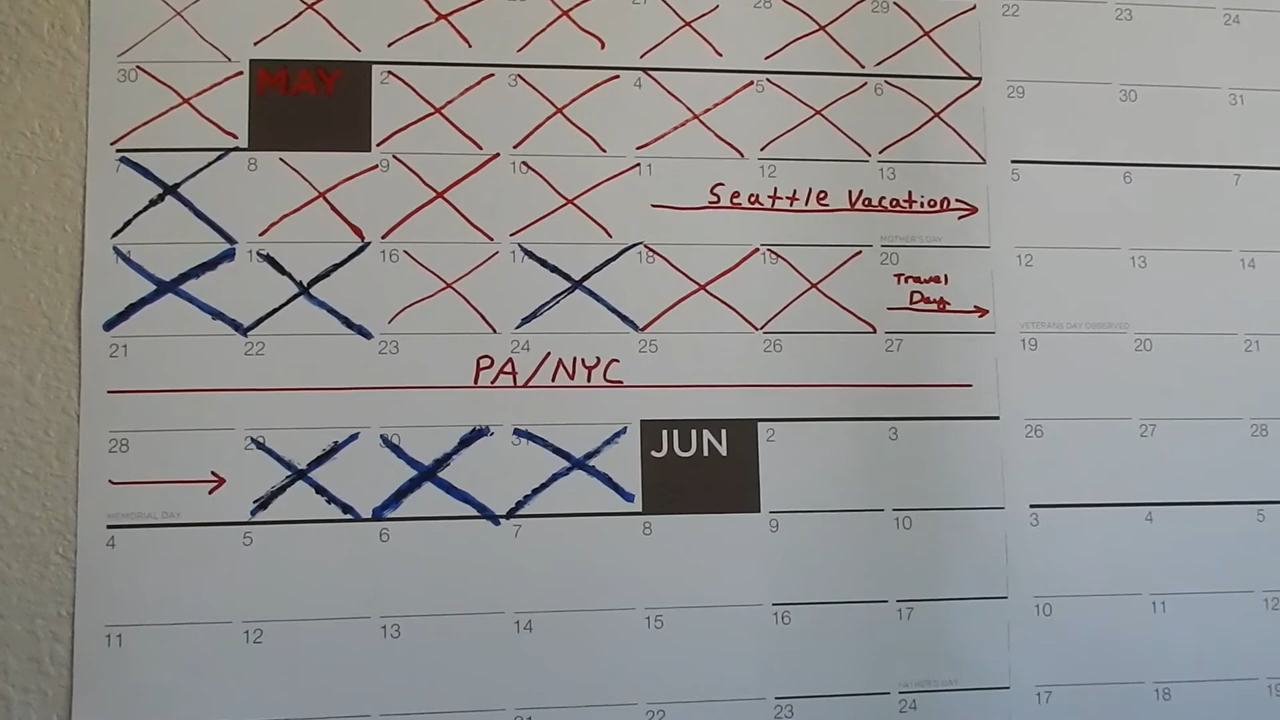 28 29 22 23 24
30 MAY 2 3 4 5 6 29 30 31
7 8 9 10 11 12 13 5 6 7
Seattle Vacation
MOTHER'S DAY
14 15 16 17 18 19 20 12 13 14
Travel
Day
VETERANS DAY OBSERVED
21 22 23 24 25 26 27 19 20 21
PA/NYC
28 29 30 31 JUN 2 3 26 27 28
MEMORIAL DAY
4 5 6 7 8 9 10 3 4 5
11 12 13 14 15 16 17 10 11 12
FATHER'S DAY
22 23 24 17 18